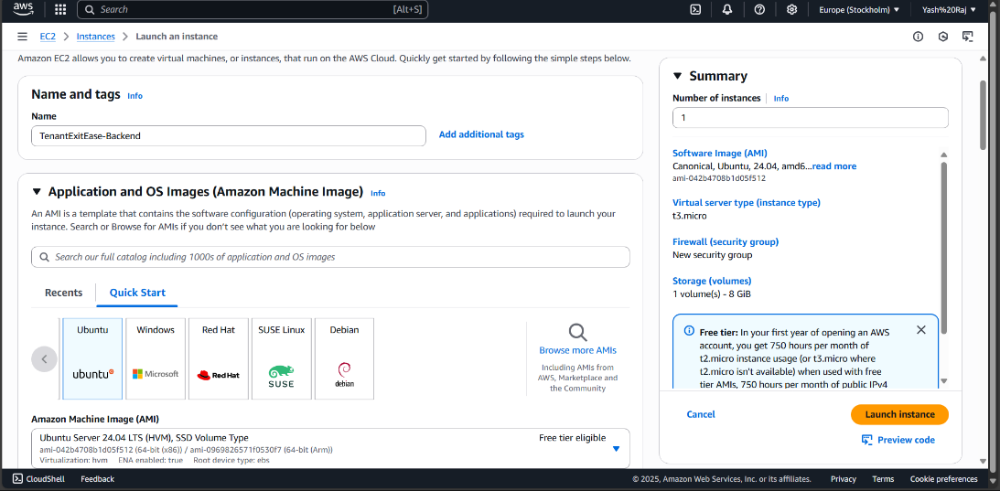 aws
Search
[Alt+S]
Europe (Stockholm)
Yash%20Raj
EC2
Instances
Launch an instance
Amazon EC2 allows you to create virtual machines, or instances, that run on the AWS Cloud. Quickly get started by following the simple steps below.
Name and tags Info
Name
TenantExitEase-Backend
Add additional tags
Application and OS Images (Amazon Machine Image) Info
An AMI is a template that contains the software configuration (operating system, application server, and applications) required to launch your
instance. Search or Browse for AMIs if you don't see what you are looking for below
Search our full catalog including 1000s of application and OS images
Recents
Quick Start
Ubuntu
ubuntu
Windows
Microsoft
Red Hat
Red Hat
SUSE Linux
SUSE
Debian
debian
Browse more AMIs
Including AMIs from
AWS, Marketplace and
the Community
Amazon Machine Image (AMI)
Ubuntu Server 24.04 LTS (HVM), SSD Volume Type
Free tier eligible
ami-042b4708b1d05f512 (64-bit (x86)) / ami-0969826571f0530f7 (64-bit (Arm))
Virtualization: hvm ENA enabled: true Root device type: ebs
Summary
Number of instances Info
1
Software Image (AMI)
Canonical, Ubuntu, 24.04, amd6...read more
ami-042b4708b1d05f512
Virtual server type (instance type)
t3.micro
Firewall (security group)
New security group
Storage (volumes)
1 volume(s) - 8 GiB
Free tier: In your first year of opening an AWS
account, you get 750 hours per month of
t2.micro instance usage (or t3.micro where
t2.micro isn't available) when used with free
tier AMIs, 750 hours per month of public IPv4
Cancel
Launch instance
Preview code
CloudShell
Feedback
© 2025, Amazon Web Services, Inc. or its affiliates.
Privacy
Terms
Cookie preferences